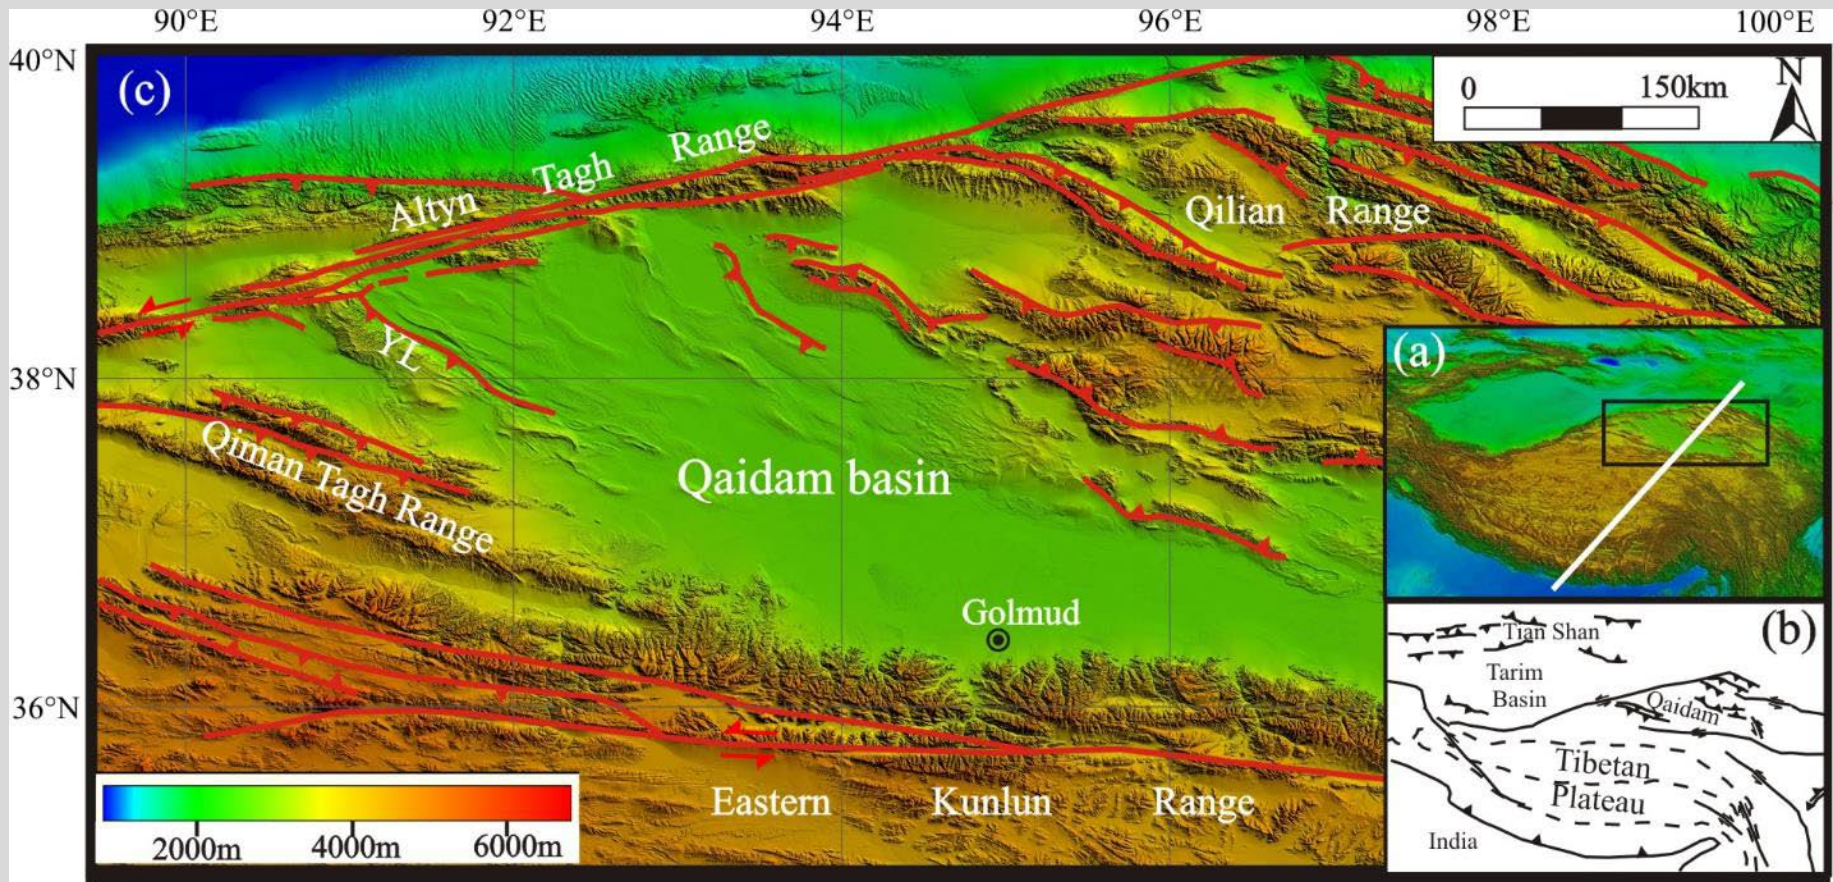 90°E 92°E 94°E 96°E 98°E 100°E
40°N
(c)
0 150km
N
Altyn Tagh Range
Qilian Range
YL
38°N
(a)
Qiman Tagh Range
Qaidam basin
Golmud
(b)
Tian Shan
Tarim
Basin
Qaidam
36°N
Tibetan
Plateau
India
Eastern Kunlun Range
2000m 4000m 6000m